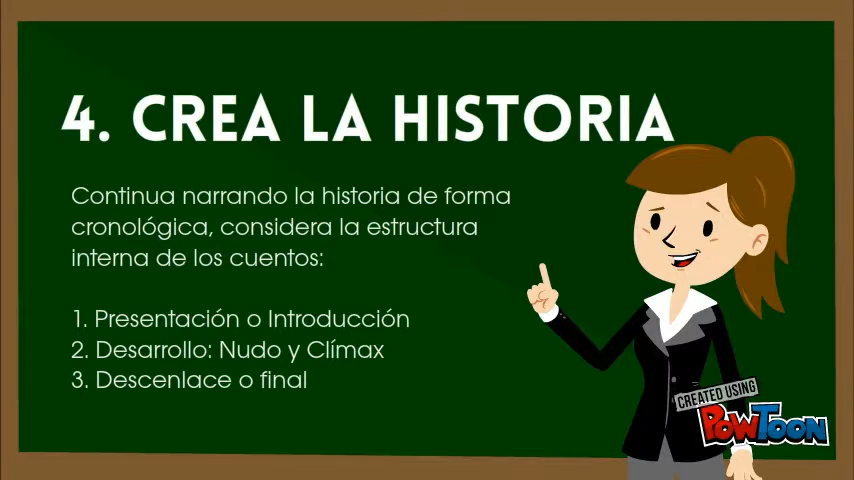 4. CREA LA HISTORIA
Continua narrando la historia de forma
cronológica, considera la estructura
interna de los cuentos:
1. Presentación o Introducción
2. Desarrollo: Nudo y Clímax
3. Descenlace o final
CREATED USING
POWTOON